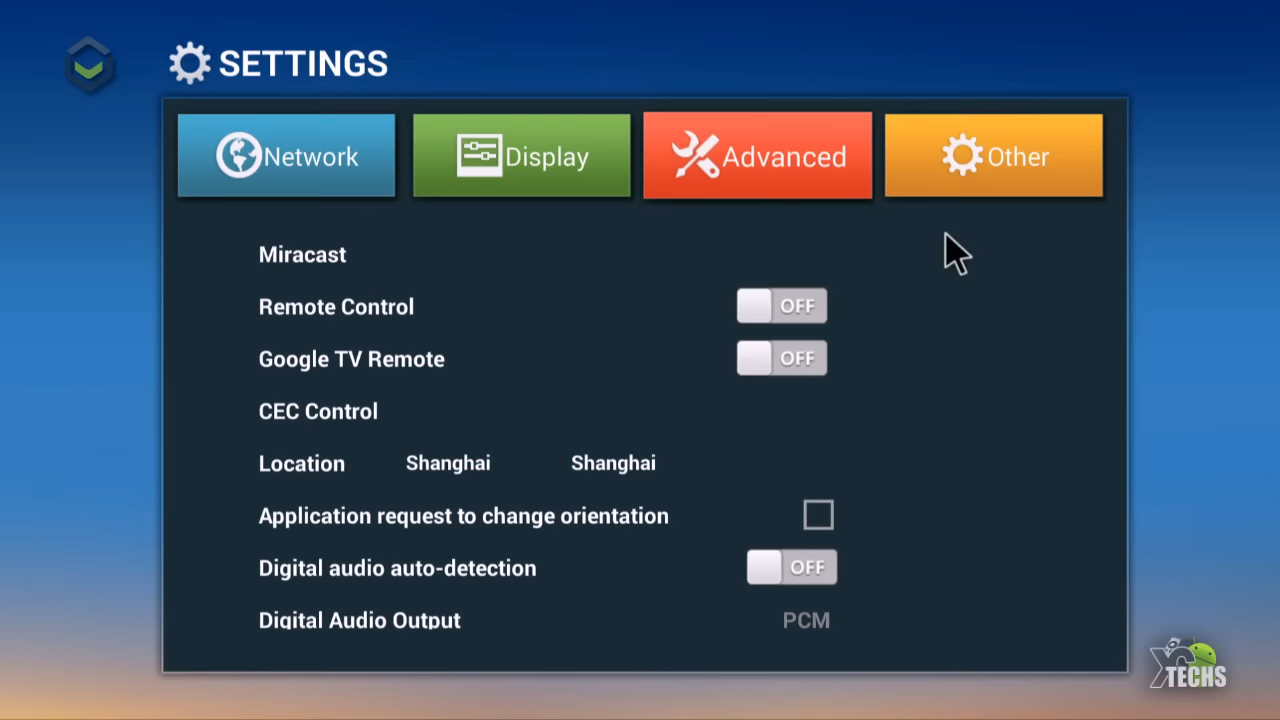 SETTINGS
Network Display Advanced Other
Miracast
Remote Control OFF
Google TV Remote OFF
CEC Control
Location Shanghai Shanghai
Application request to change orientation
Digital audio auto-detection OFF
Digital Audio Output PCM
TECHS